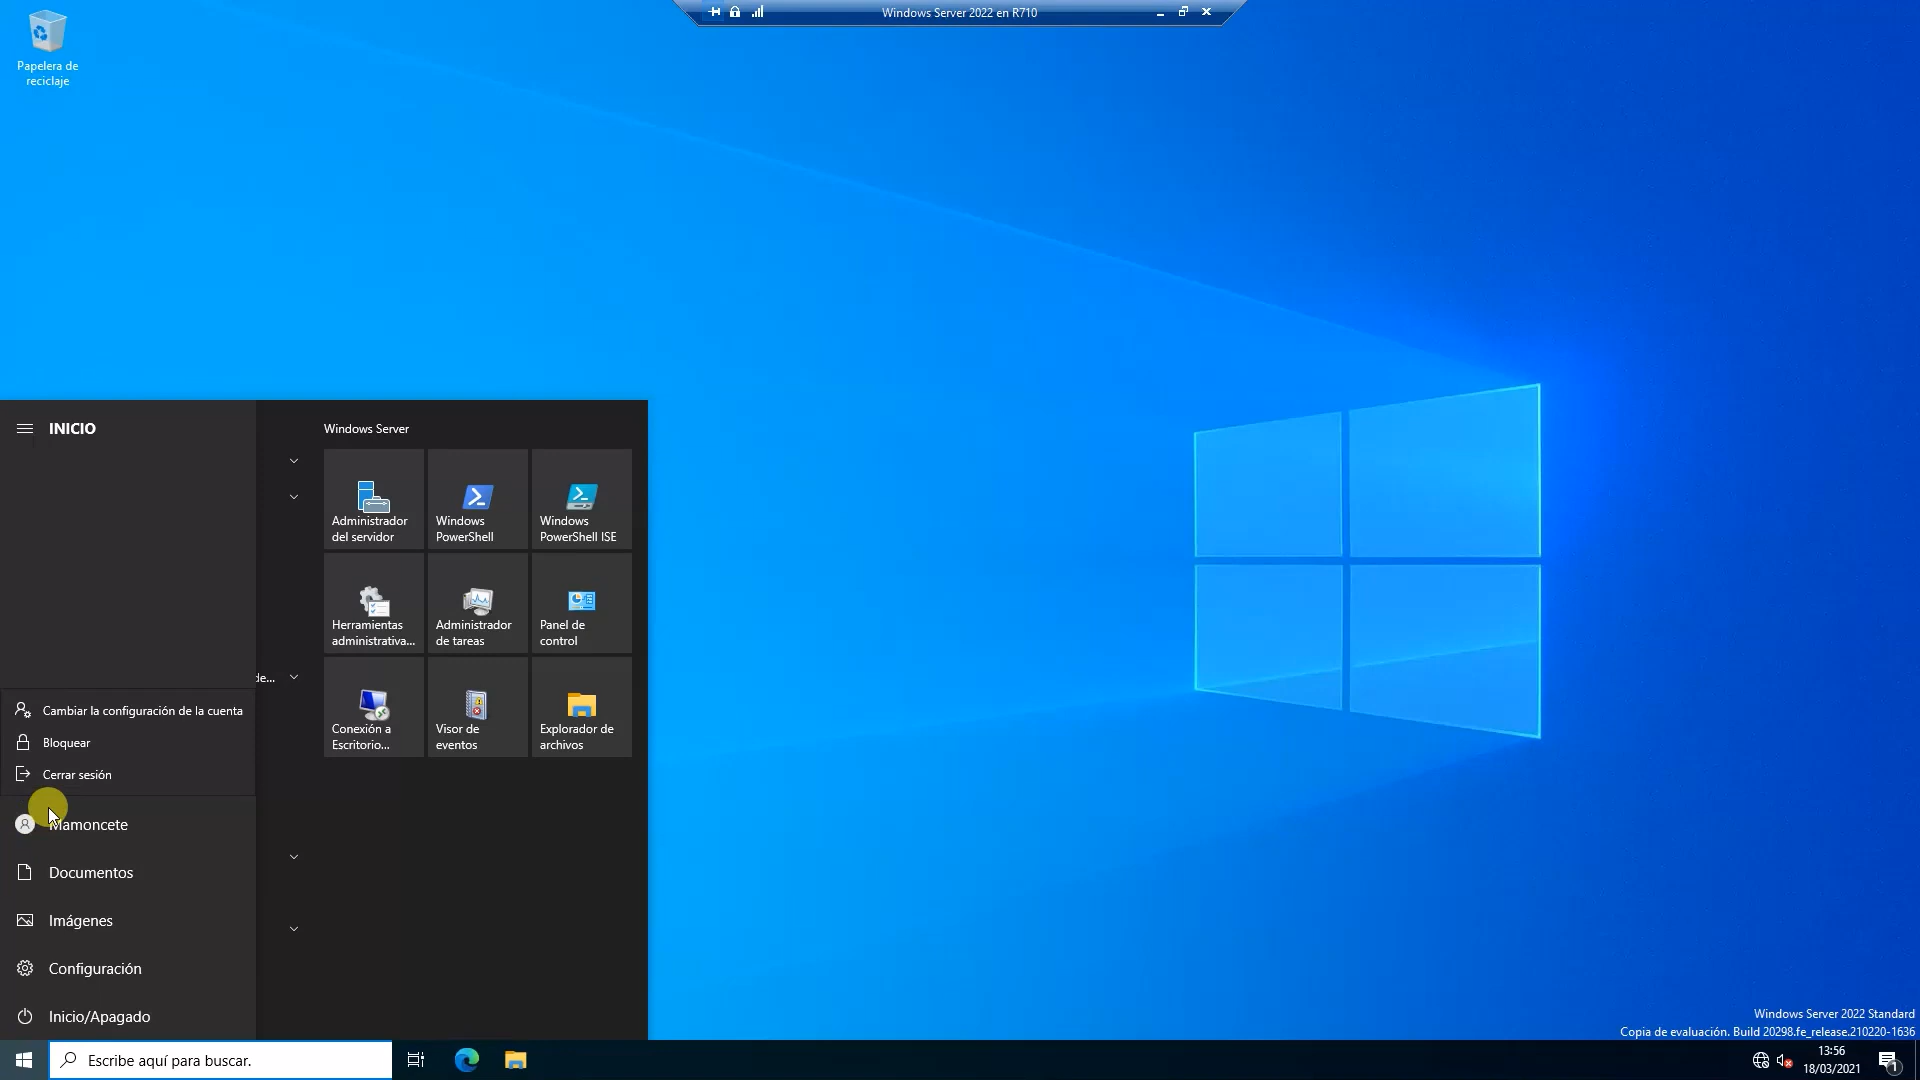 Windows Server 2022 en R710
Papelera de
reciclaje
INICIO
Windows Server
Administrador
del servidor
Windows
PowerShell
Windows
PowerShell ISE
Herramientas
administrativa...
Administrador
de tareas
Panel de
control
de...
Conexión a
Escritorio...
Visor de
eventos
Explorador de
archivos
Cambiar la configuración de la cuenta
Bloquear
Cerrar sesión
Mamoncete
Documentos
Imágenes
Configuración
Inicio/Apagado
Windows Server 2022 Standard
Copia de evaluación. Build 20298.fe_release.210220-1636
Escribe aquí para buscar.
13:56
18/03/2021
1